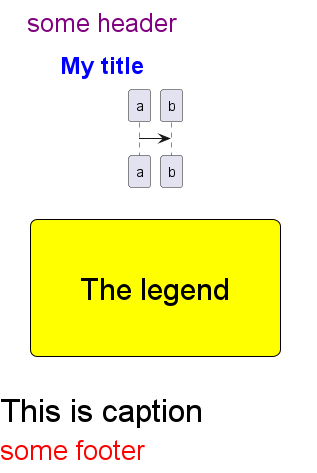 some header
My title
a b
a b
The legend
This is caption
some footer